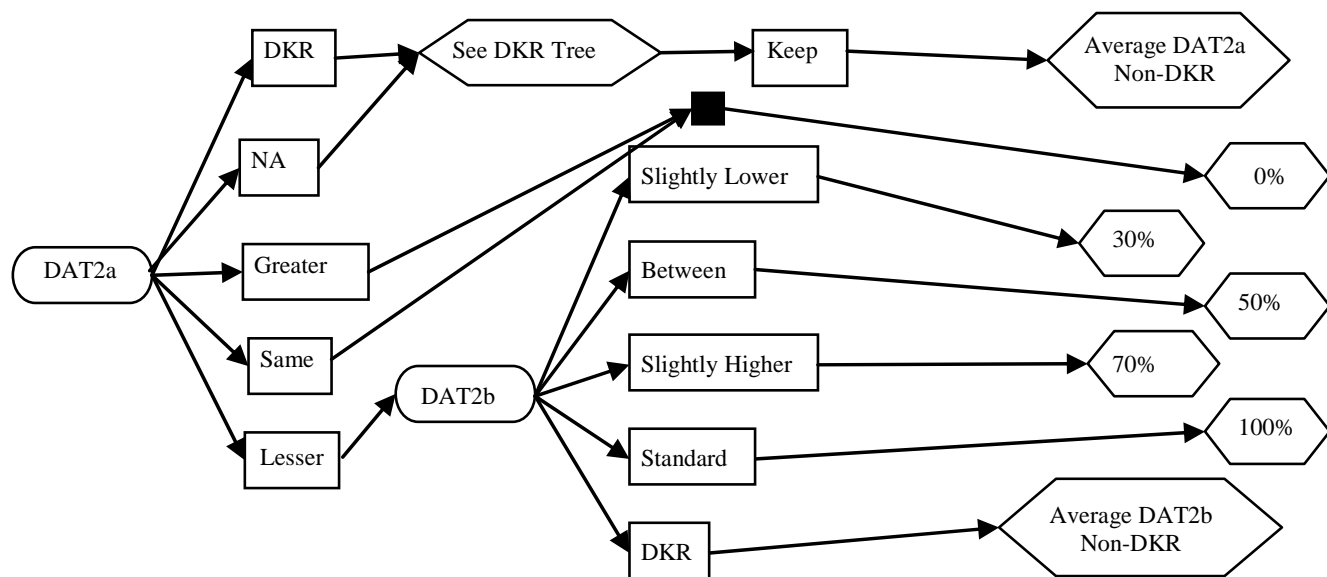 DKR
See DKR Tree
Keep
Average DAT2a
Non-DKR
NA
Slightly Lower
0%
Greater
30%
DAT2a
Between
50%
Same
Slightly Higher
70%
DAT2b
100%
Lesser
Standard
Average DAT2b
Non-DKR
DKR